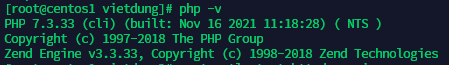 [root@centos1 vietdung]# php -v
PHP 7.3.33 (cli) (built: Nov 16 2021 11:18:28) ( NTS )
Copyright (c) 1997-2018 The PHP Group
Zend Engine v3.3.33, Copyright (c) 1998-2018 Zend Technologies